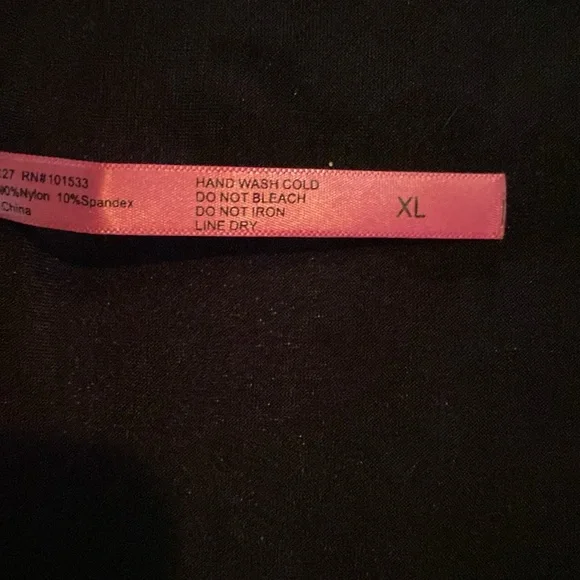 27 RN#101533
90%Nylon 10%Spandex
China
HAND WASH COLD
DO NOT BLEACH
DO NOT IRON
LINE DRY
XL